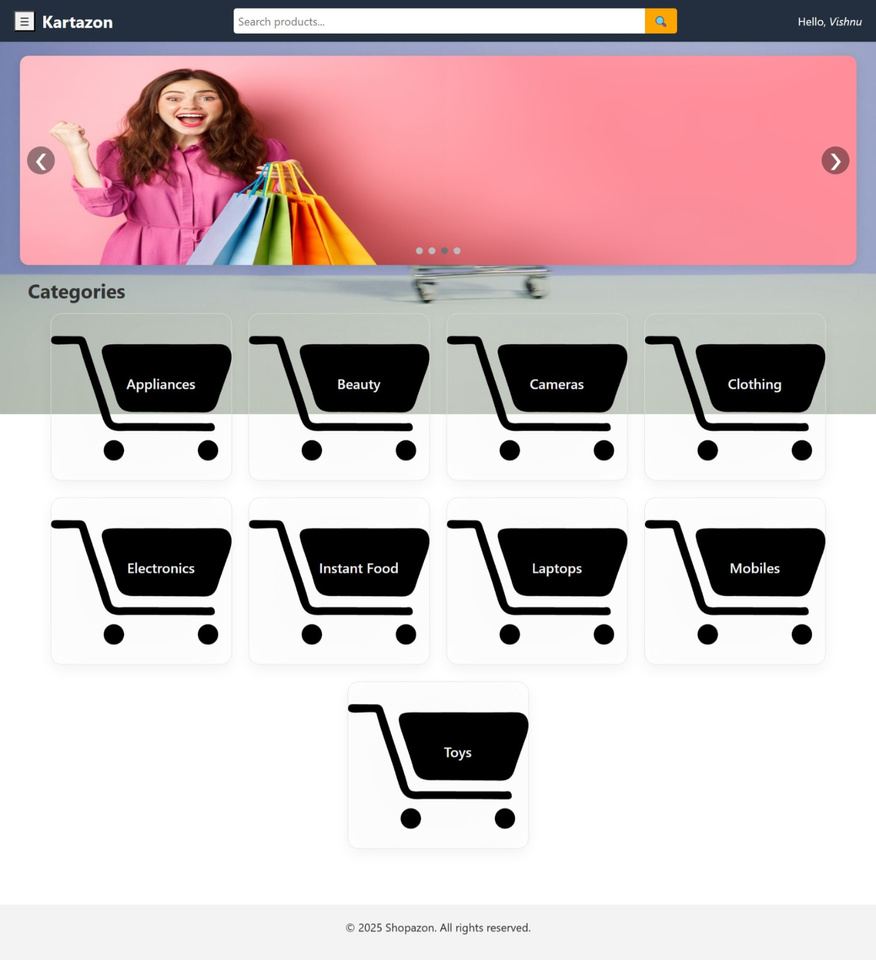 ☰ Kartazon
Search products...
🔍
Hello, Vishnu
❮ ❯
Categories
Appliances
Beauty
Cameras
Clothing
Electronics
Instant Food
Laptops
Mobiles
Toys
© 2025 Shopazon. All rights reserved.